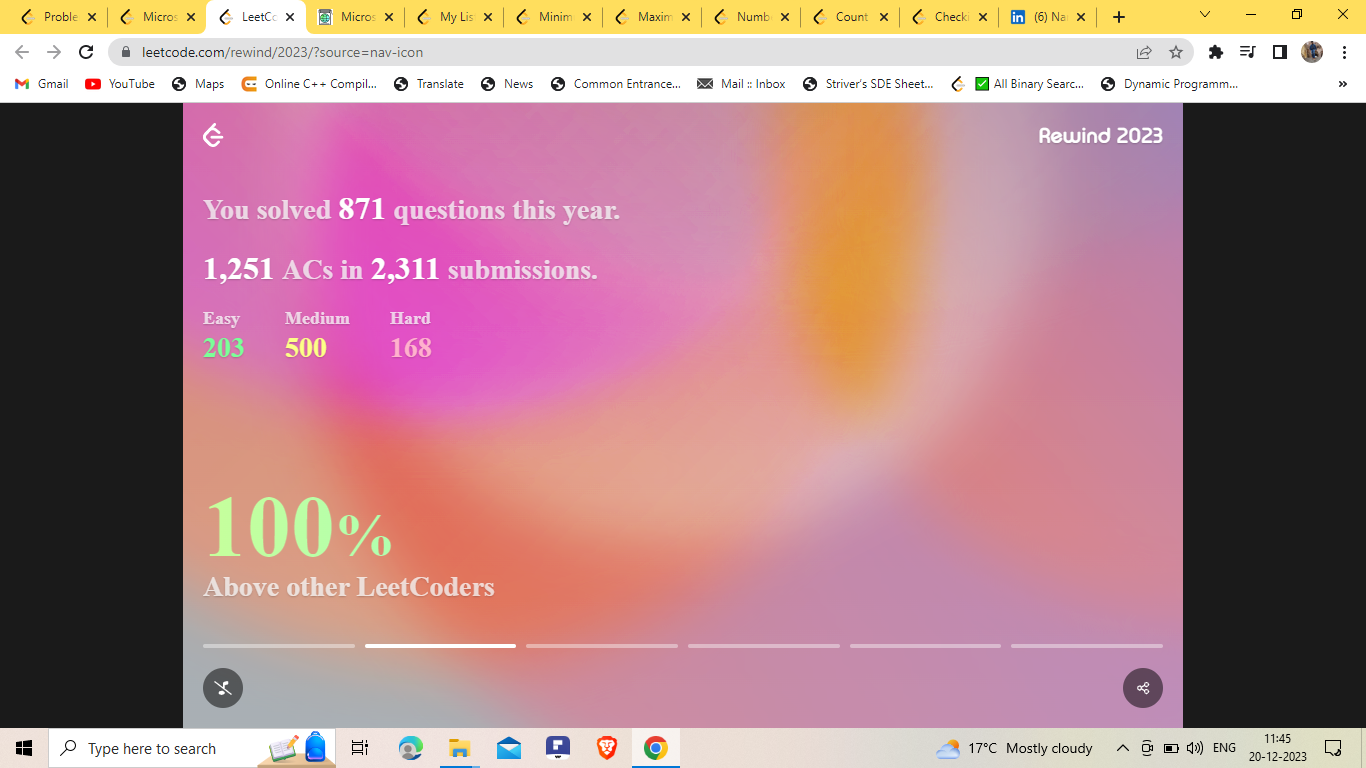 Proble
Micros
LeetCo
Micros
My Lis
Minim
Maxim
Numbe
Count
Checki
in (6) Na
leetcode.com/rewind/2023/?source=nav-icon
Gmail
YouTube
Maps
Online C++ Compil...
Translate
News
Common Entrance...
Mail :: Inbox
Striver's SDE Sheet...
All Binary Searc...
Dynamic Programm...
»
Rewind 2023
You solved 871 questions this year.
1,251 ACs in 2,311 submissions.
Easy Medium Hard
203 500 168
100%
Above other LeetCoders
Type here to search
17°C Mostly cloudy
ENG
11:45
20-12-2023